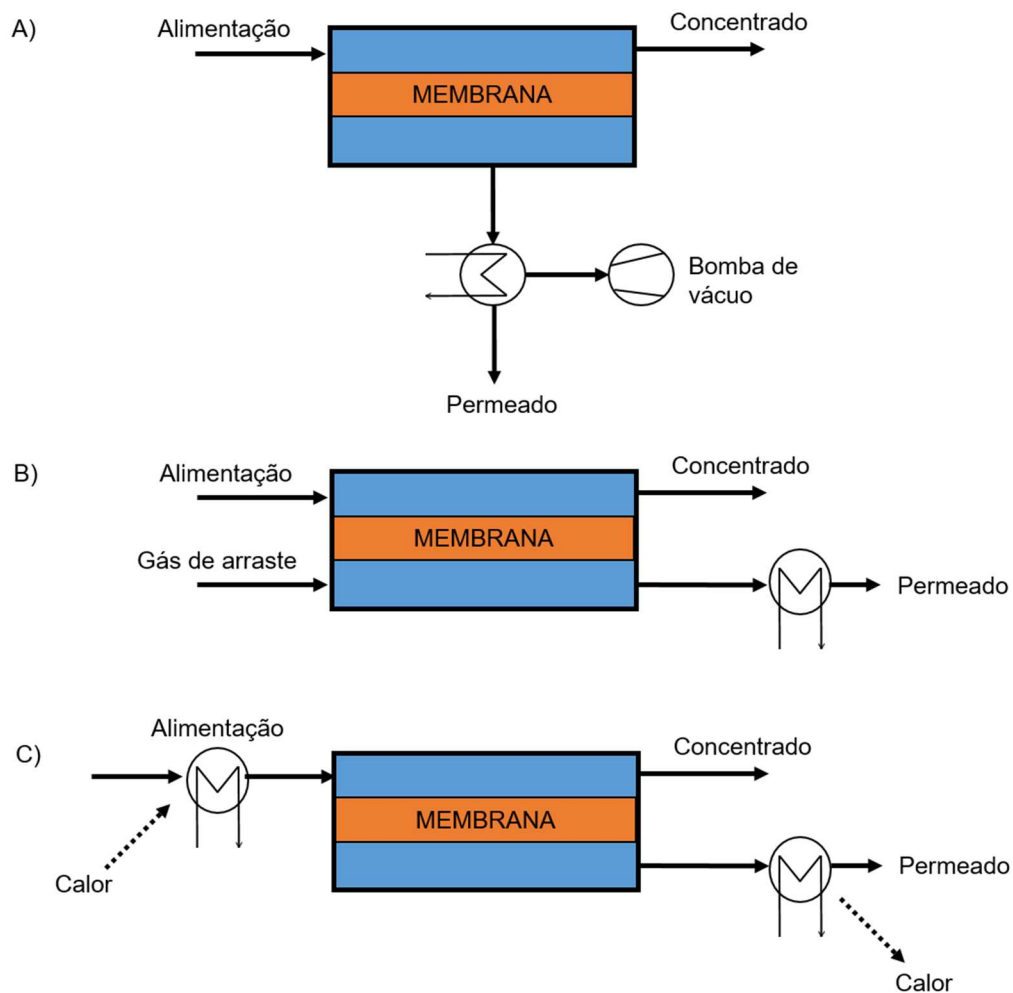 A)
Alimentação
Concentrado
MEMBRANA
Bomba de
vácuo
Permeado
B)
Alimentação
Concentrado
MEMBRANA
Gás de arraste
Permeado
C)
Alimentação
Concentrado
MEMBRANA
Calor
Permeado
Calor